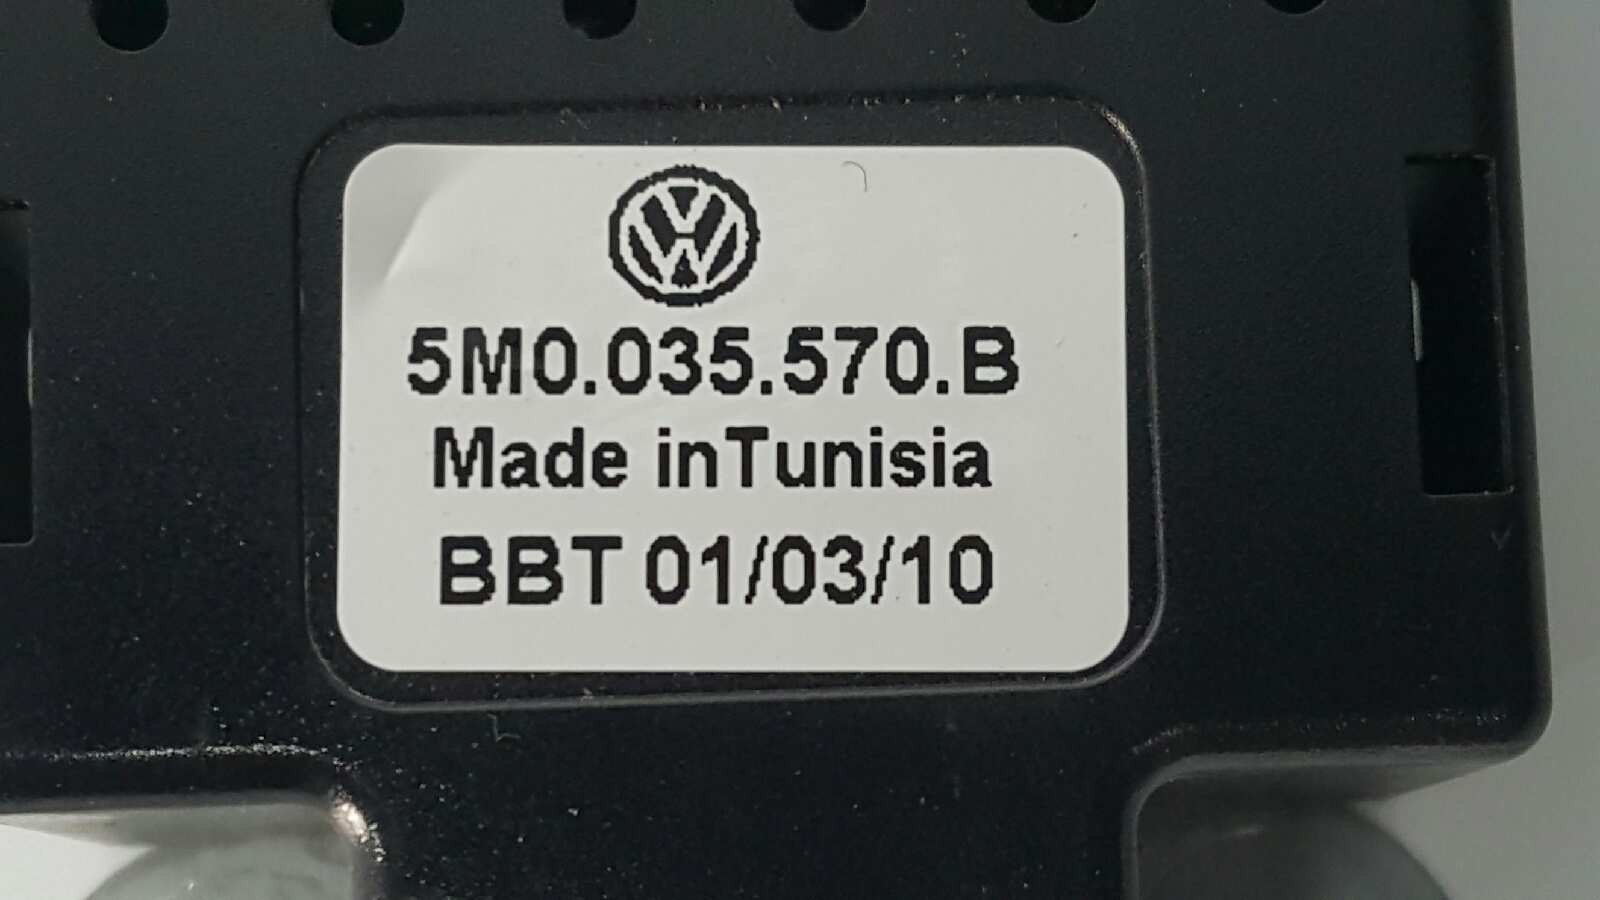 5M0.035.570.B
Made inTunisia
BBT 01/03/10